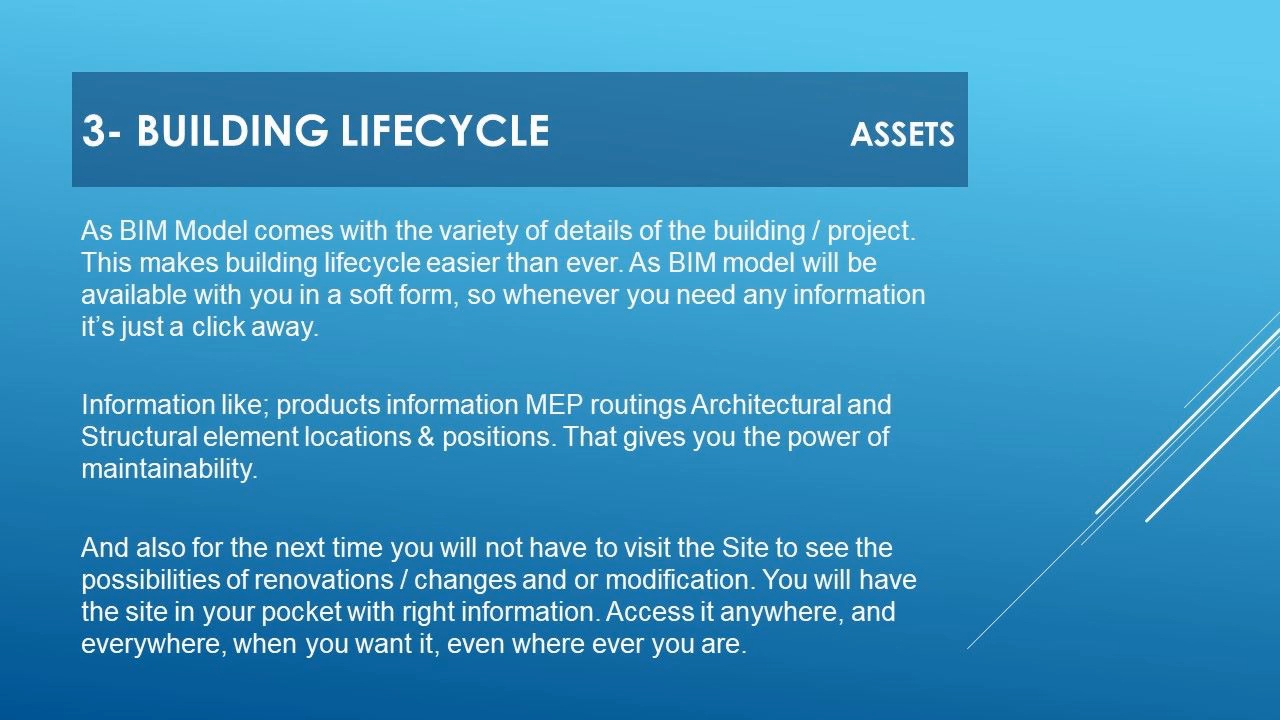 3- BUILDING LIFECYCLE ASSETS
As BIM Model comes with the variety of details of the building / project.
This makes building lifecycle easier than ever. As BIM model will be
available with you in a soft form, so whenever you need any information
it’s just a click away.
Information like; products information MEP routings Architectural and
Structural element locations & positions. That gives you the power of
maintainability.
And also for the next time you will not have to visit the Site to see the
possibilities of renovations / changes and or modification. You will have
the site in your pocket with right information. Access it anywhere, and
everywhere, when you want it, even where ever you are.